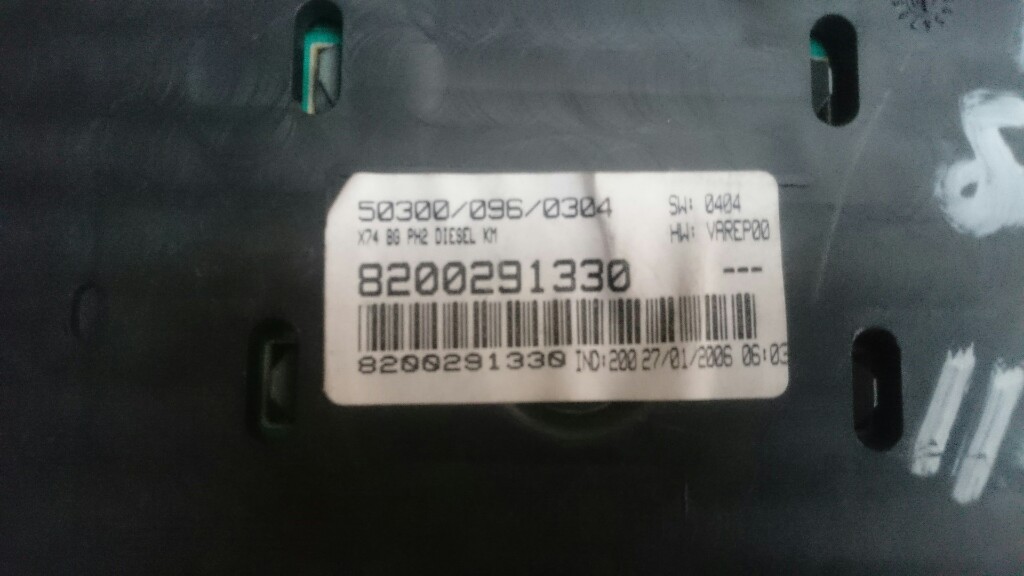 50300/096/0304 SW: 0404
X74 BG PH2 DIESEL KM HW: VAREP00
8200291330 ---
8200291330 IND:200 27/01/2006 06:03